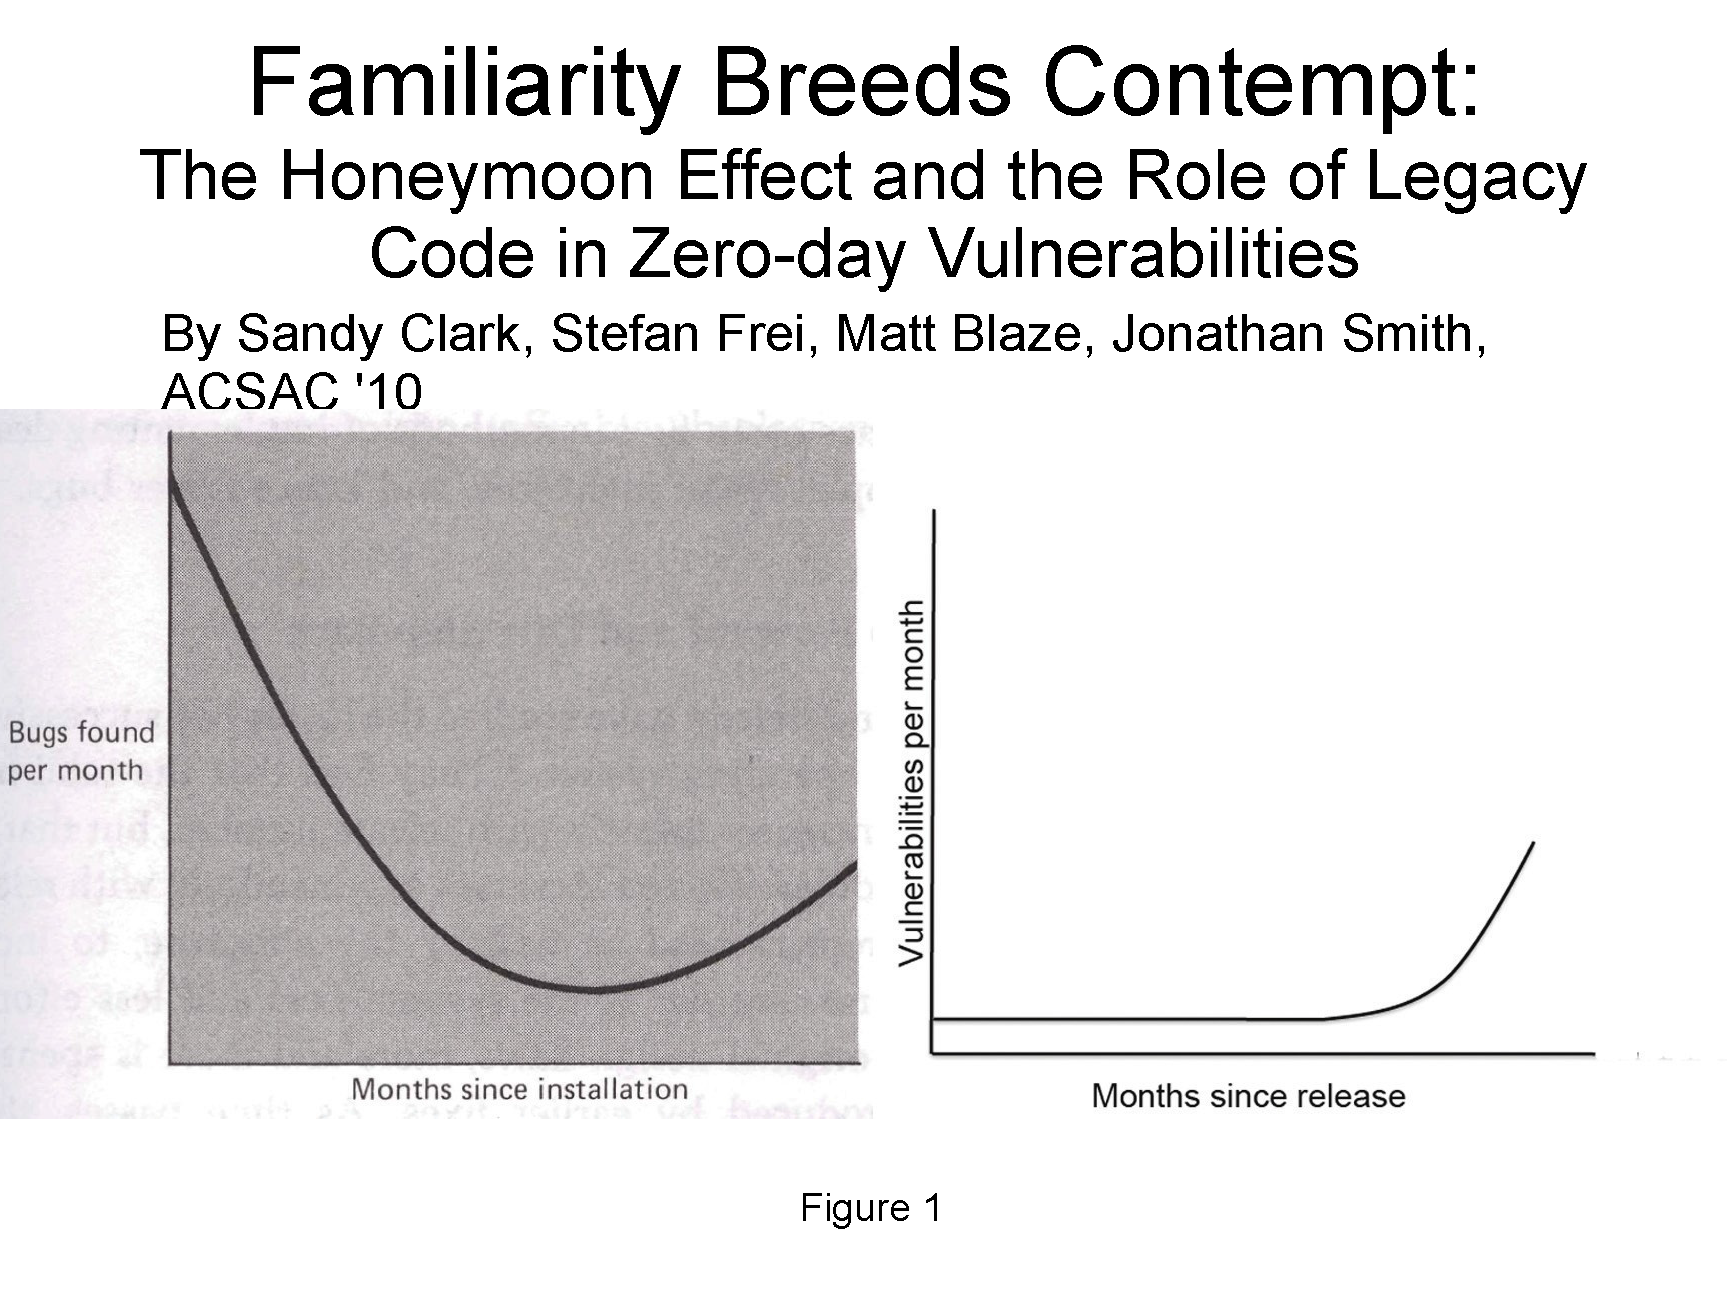 Familiarity Breeds Contempt:
The Honeymoon Effect and the Role of Legacy
Code in Zero-day Vulnerabilities
By Sandy Clark, Stefan Frei, Matt Blaze, Jonathan Smith,
ACSAC '10
Bugs found
per month
Months since installation
Vulnerabilities per month
Months since release
Figure 1